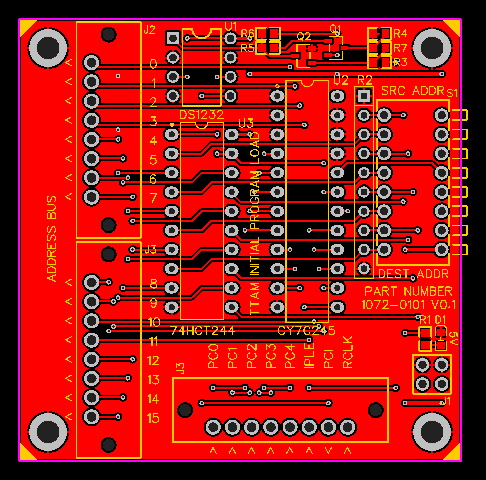 J2
U1
R6
R5
Q2
Q1
R4
R7
R3
0
1
2
3
4
5
6
7
DS1232
U3
U2
R2
SRC ADDR
S1
ADDRESS BUS
TTAM INITIAL PROGRAM LOAD
J3
8
9
10
11
12
13
14
15
DEST ADDR
PART NUMBER
1072-0101 V0.1
74HCT244
CY7C245
R1 D1
5V
J1
J3
PC0
PC1
PC2
PC3
PC4
IPLE
PCI
RCLK